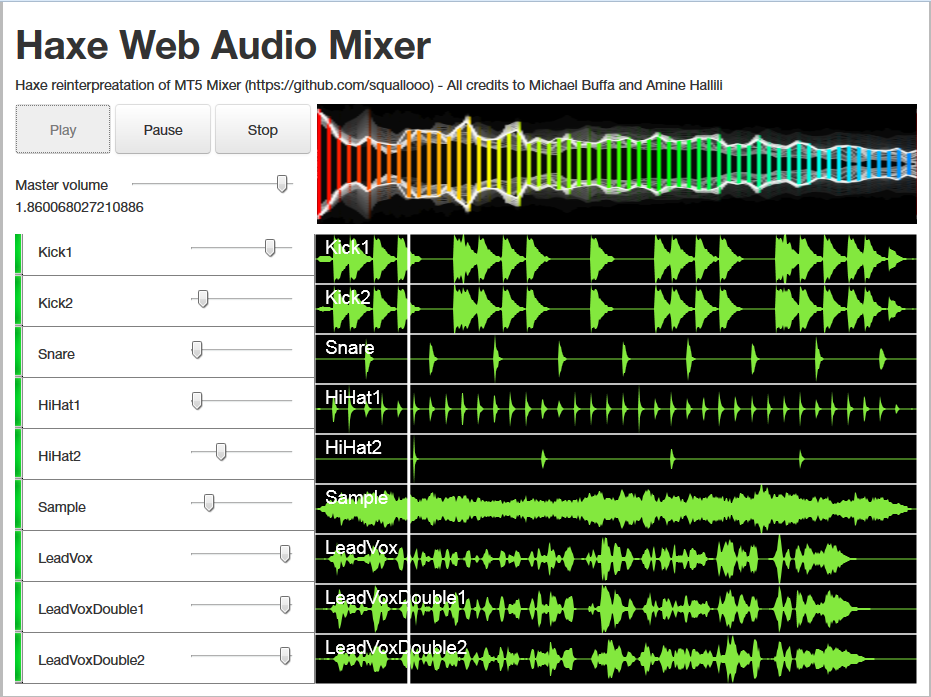 Haxe Web Audio Mixer
Haxe reinterpreatation of MT5 Mixer (https://github.com/squallooo) - All credits to Michael Buffa and Amine Hallili
Play Pause Stop
Master volume
1.860068027210886
Kick1
Kick2
Snare
HiHat1
HiHat2
Sample
LeadVox
LeadVoxDouble1
LeadVoxDouble2
Kick1
Kick2
Snare
HiHat1
HiHat2
Sample
LeadVox
LeadVoxDouble1
LeadVoxDouble2